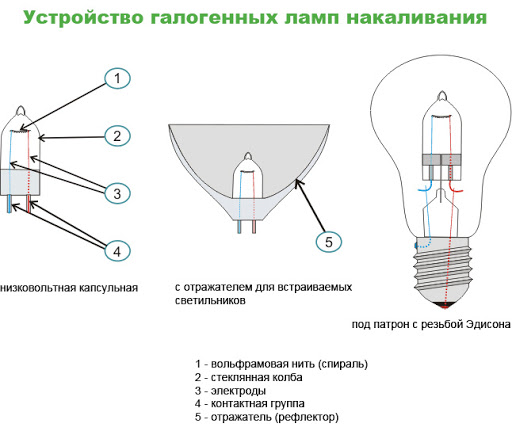 Устройство галогенных ламп накаливания
1
2
3
4
5
низковольтная капсульная
с отражателем для встраиваемых
светильников
под патрон с резьбой Эдисона
1 - вольфрамовая нить (спираль)
2 - стеклянная колба
3 - электроды
4 - контактная группа
5 - отражатель (рефлектор)